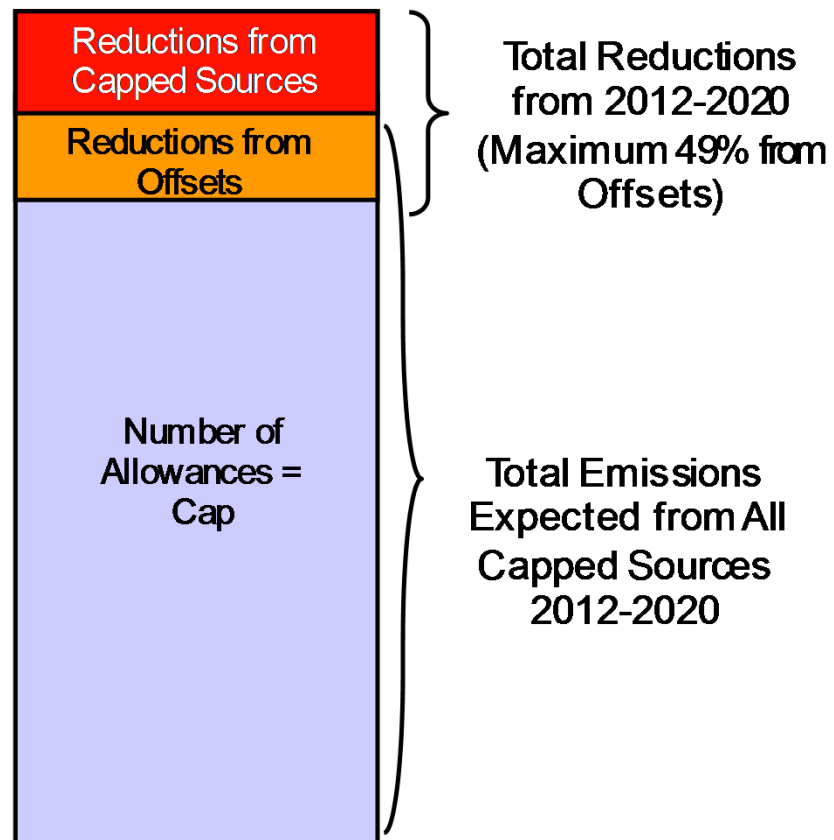 Reductions from
Capped Sources
Reductions from
Offsets
Number of
Allowances =
Cap
Total Reductions
from 2012-2020
(Maximum 49% from
Offsets)
Total Emissions
Expected from All
Capped Sources
2012-2020